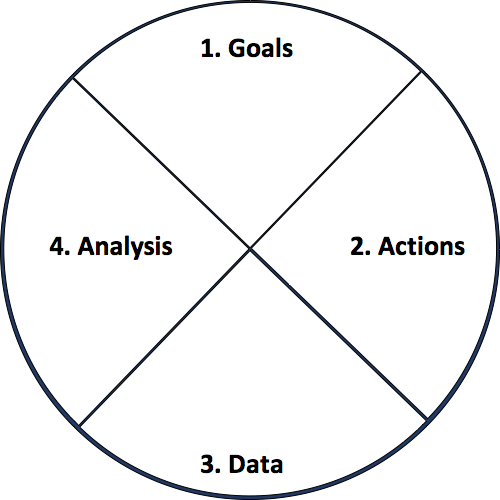 1. Goals
2. Actions
3. Data
4. Analysis